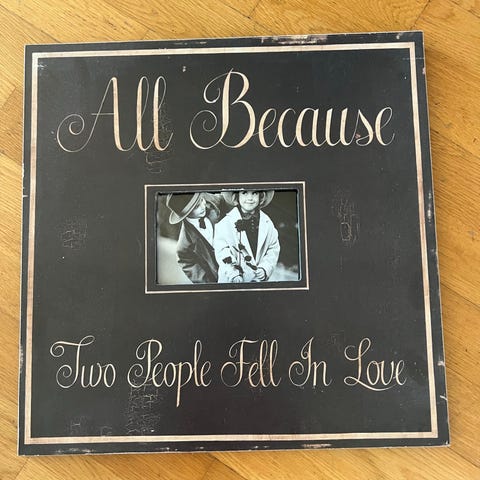 All Because
Two People Fell In Love